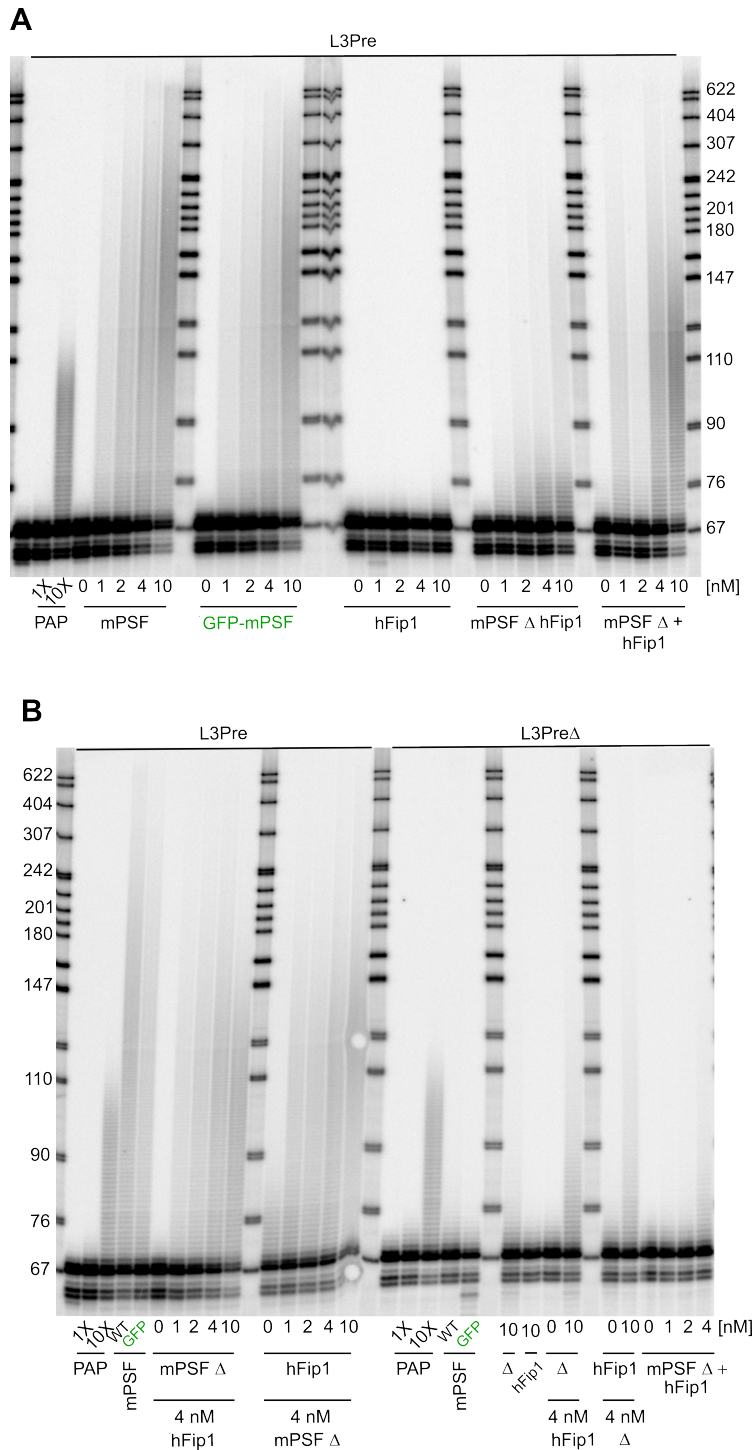 A
L3Pre
622
404
307
242
201
180
147
110
90
76
67
1X 10X 0 1 2 4 10 0 1 2 4 10 0 1 2 4 10 0 1 2 4 10 0 1 2 4 10 [nM]
PAP mPSF GFP-mPSF hFip1 mPSF Δ hFip1 mPSF Δ +
hFip1
B
L3Pre L3PreΔ
622
404
307
242
201
180
147
110
90
76
67
1X 10X WT GFP 0 1 2 4 10 0 1 2 4 10 1X 10X WT GFP 10 10 0 10 0 10 0 1 2 4 [nM]
PAP mPSF mPSF Δ hFip1 PAP mPSF Δ hFip1 Δ hFip1 mPSF Δ +
hFip1
4 nM 4 nM 4 nM 4 nM
hFip1 mPSF Δ hFip1 Δ